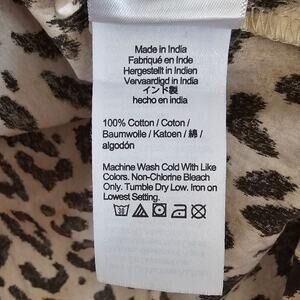 Made in India
Fabriqué en Inde
Hergestellt in Indien
Vervaardigd in India
インド製
hecho en india
100% Cotton / Coton /
Baumwolle / Katoen / 綿 /
algodón
Machine Wash Cold With Like
Colors. Non-Chlorine Bleach
Only. Tumble Dry Low. Iron on
Lowest Setting.
30